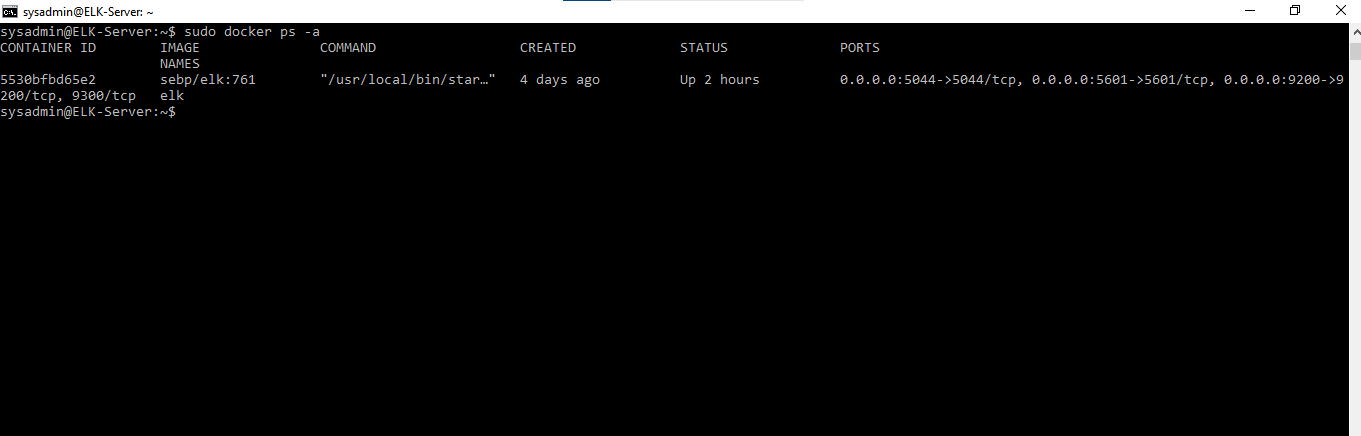 sysadmin@ELK-Server: ~
sysadmin@ELK-Server:~$ sudo docker ps -a
CONTAINER ID        IMAGE               COMMAND                  CREATED             STATUS              PORTS
                    NAMES
5530bfbd65e2        sebp/elk:761        "/usr/local/bin/star…"   4 days ago          Up 2 hours          0.0.0.0:5044->5044/tcp, 0.0.0.0:5601->5601/tcp, 0.0.0.0:9200->9
200/tcp, 9300/tcp   elk
sysadmin@ELK-Server:~$